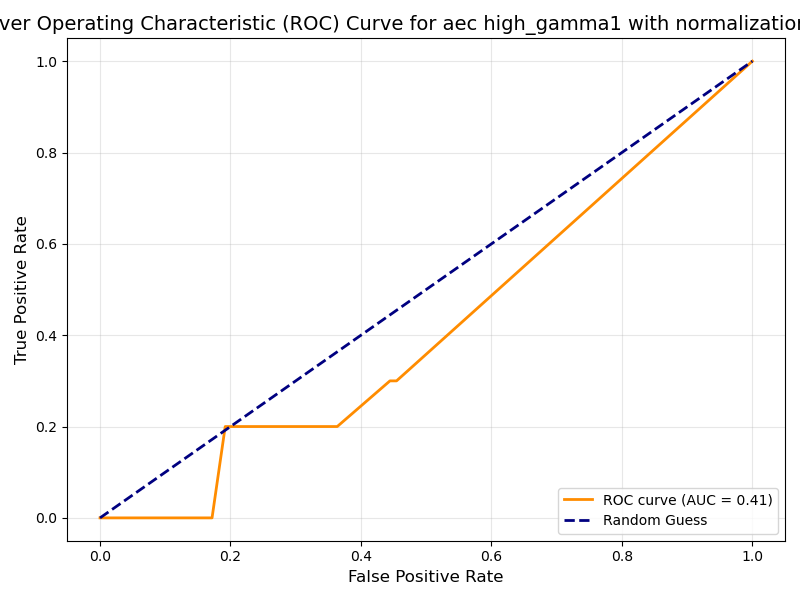 ver Operating Characteristic (ROC) Curve for aec high_gamma1 with normalization
True Positive Rate
1.0
0.8
0.6
0.4
0.2
0.0
0.0 0.2 0.4 0.6 0.8 1.0
False Positive Rate
ROC curve (AUC = 0.41)
Random Guess